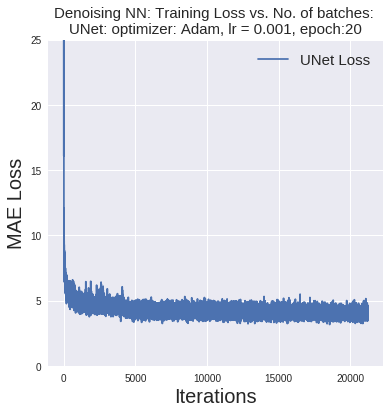 Denoising NN: Training Loss vs. No. of batches:
UNet: optimizer: Adam, lr = 0.001, epoch:20
25
UNet Loss
20
15
MAE Loss
10
5
0
0 5000 10000 15000 20000
Iterations